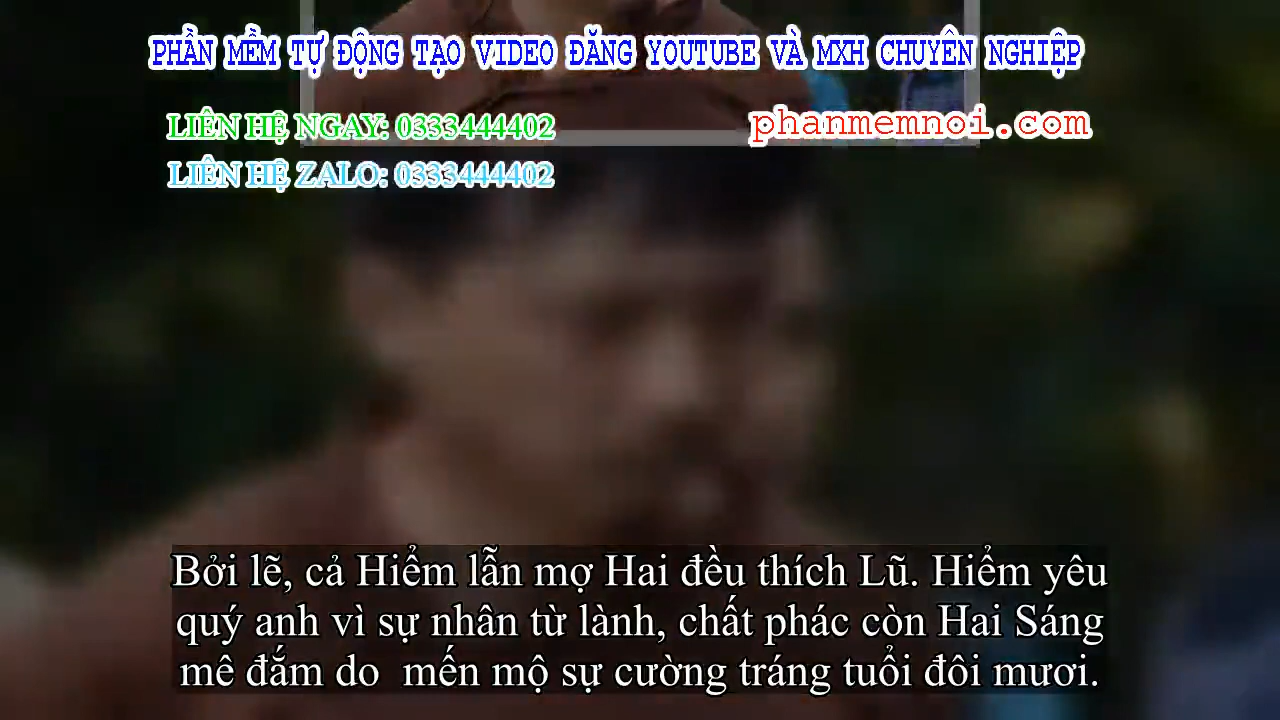 PHẦN MỀM TỰ ĐỘNG TẠO VIDEO ĐĂNG YOUTUBE VÀ MXH CHUYÊN NGHIỆP
LIÊN HỆ NGAY: 0333444402
phanmemnoi.com
LIÊN HỆ ZALO: 0333444402
Bởi lẽ, cả Hiểm lẫn mợ Hai đều thích Lũ. Hiểm yêu
quý anh vì sự nhân từ lành, chất phác còn Hai Sáng
mê đắm do mến mộ sự cường tráng tuổi đôi mươi.